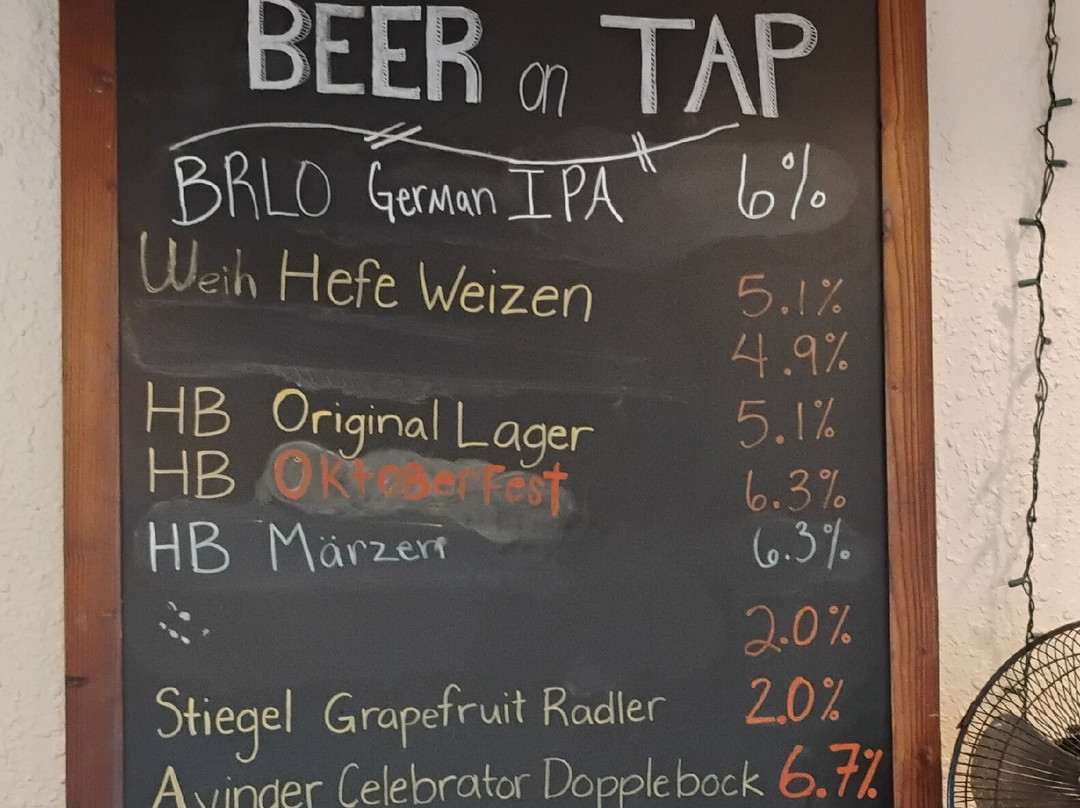 BEER on TAP
BRLO German IPA 6%
Weih Hefe Weizen 5.1%
4.9%
HB Original Lager 5.1%
HB OktoberFest 6.3%
HB Märzen 6.3%
2.0%
Stiegel Grapefruit Radler 2.0%
Ayinger Celebrator Dopplebock 6.7%